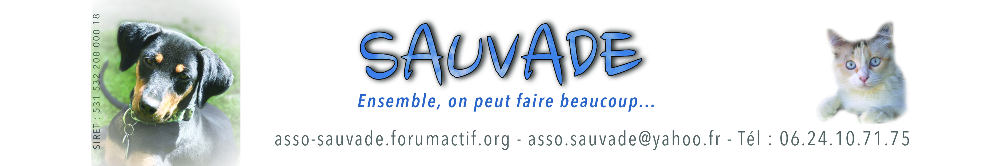 SIRET : 531 532 208 000 18
SAUVADE
Ensemble, on peut faire beaucoup...
asso-sauvade.forumactif.org - asso.sauvade@yahoo.fr - Tél : 06.24.10.71.75